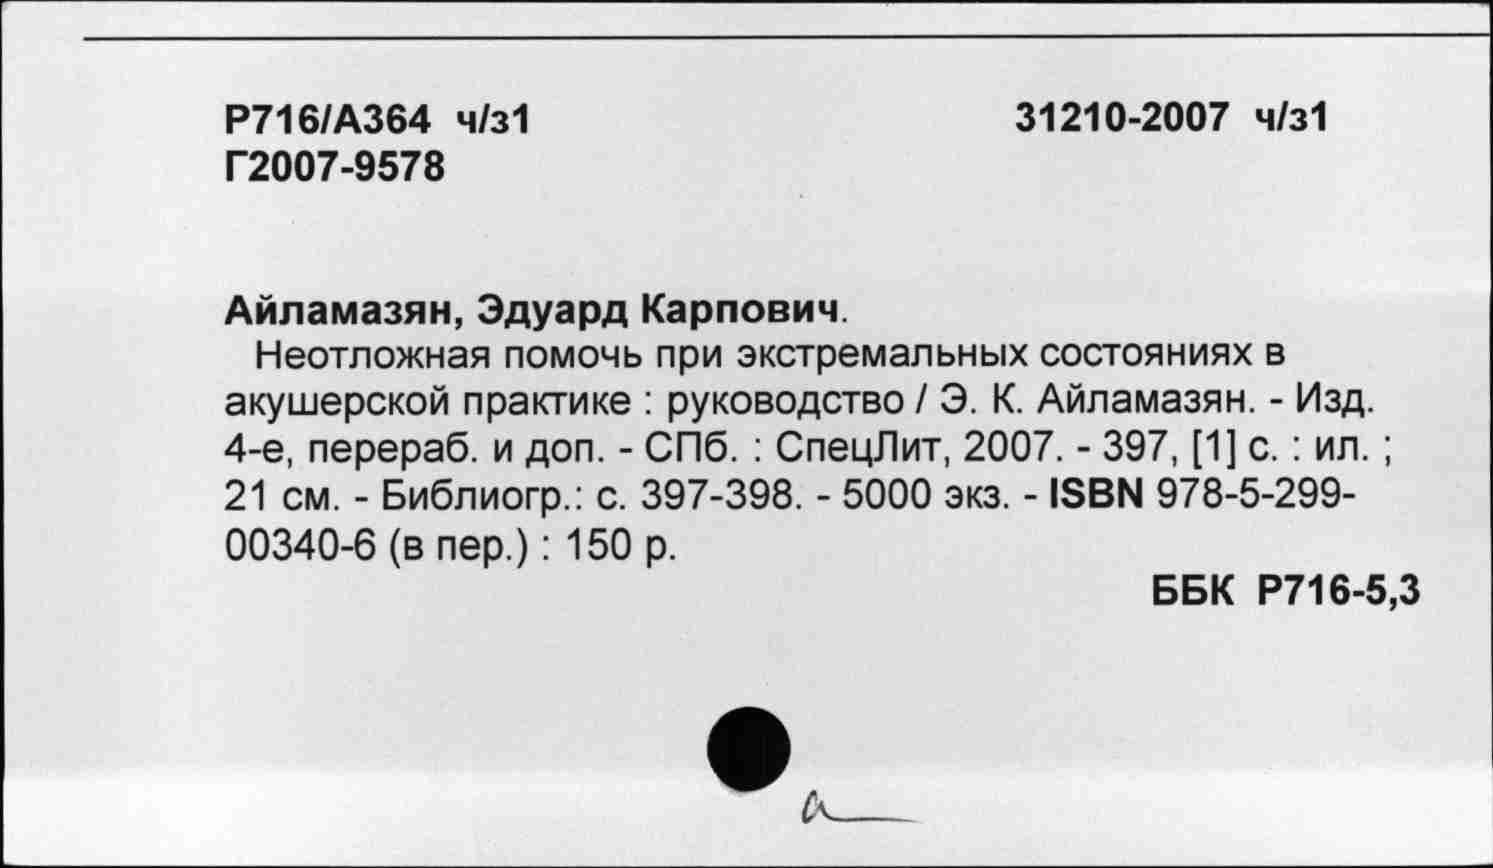 Р716/А364 ч/з1 31210-2007 ч/з1
Г2007-9578
Айламазян, Эдуард Карпович.
Неотложная помочь при экстремальных состояниях в
акушерской практике : руководство / Э. К. Айламазян. - Изд.
4-е, перераб. и доп. - СПб. : СпецЛит, 2007. - 397, [1] с. : ил. ;
21 см. - Библиогр.: с. 397-398. - 5000 экз. - ISBN 978-5-299-
00340-6 (в пер.) : 150 р.
ББК Р716-5,3
а